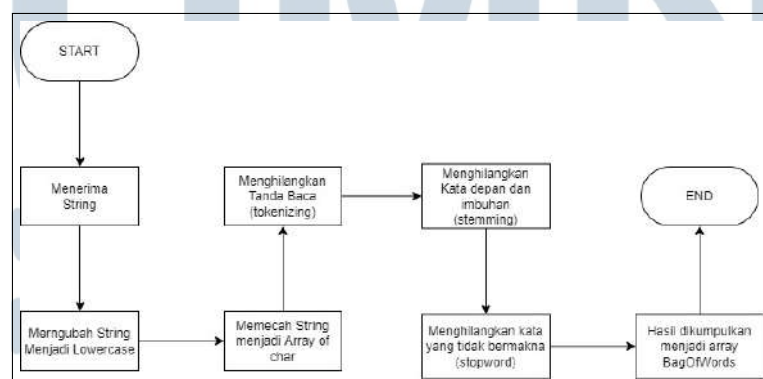 START
Menerima
String
Merngubah String
Menjadi Lowercase
Memecah String
menjadi Array of
char
Menghilangkan
Tanda Baca
(tokenizing)
Menghilangkan
Kata depan dan
imbuhan
(stemming)
Menghilangkan kata
yang tidak bermakna
(stopword)
Hasil dikumpulkan
menjadi array
BagOfWords
END